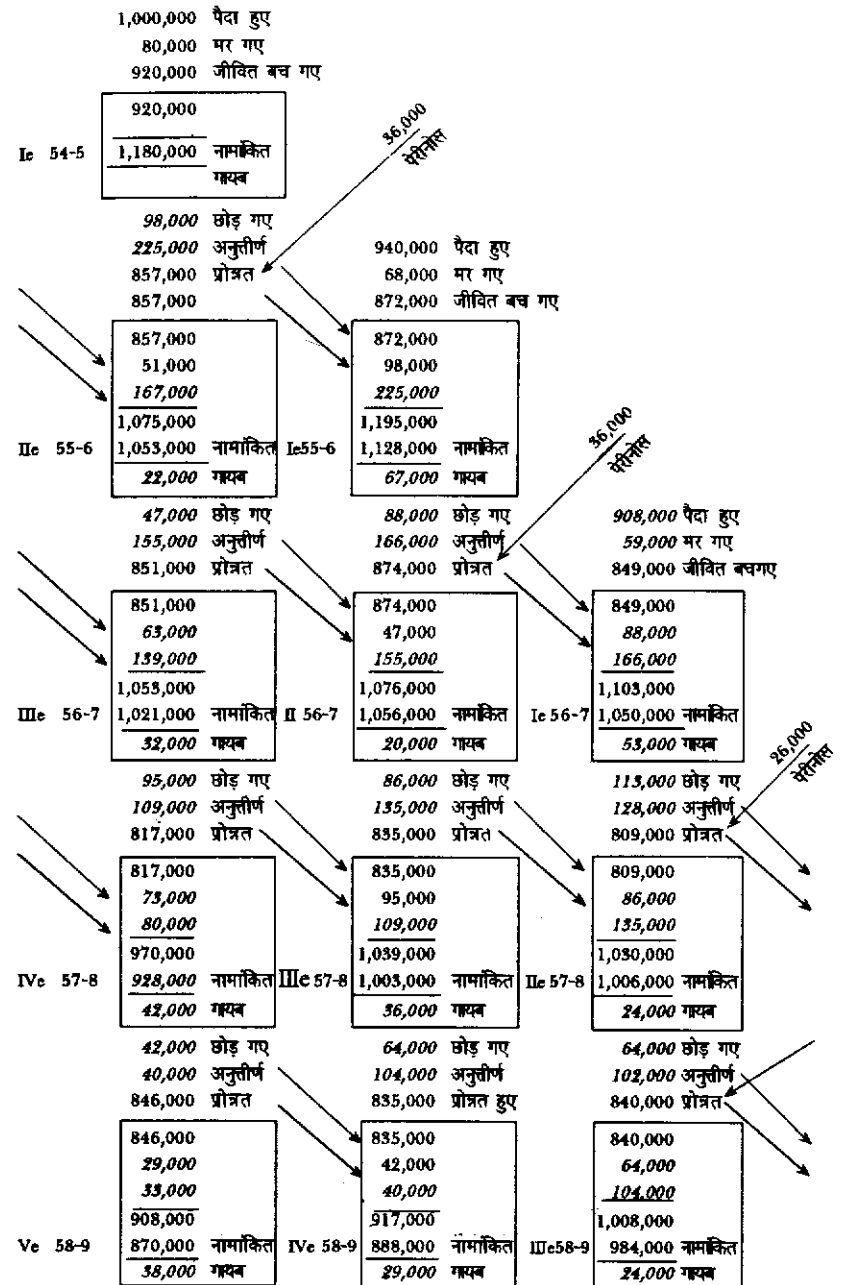 1,000,000 पैदा हुए
80,000 मर गए
920,000 जीवित बच गए
920,000
36,000
पेरीनोस
Ie 54-5 1,180,000 नामांकित
गायब
98,000 छोड़ गए
225,000 अनुत्तीर्ण 940,000 पैदा हुए
857,000 प्रोन्नत 68,000 मर गए
857,000 872,000 जीवित बच गए
857,000 872,000
51,000 98,000
167,000 225,000
1,075,000 1,195,000
36,000
पेरीनोस
IIe 55-6 1,053,000 नामांकित Ie55-6 1,128,000 नामांकित
22,000 गायब 67,000 गायब
47,000 छोड़ गए 88,000 छोड़ गए 908,000 पैदा हुए
155,000 अनुत्तीर्ण 166,000 अनुत्तीर्ण 59,000 मर गए
851,000 प्रोन्नत 874,000 प्रोन्नत 849,000 जीवित बचगए
851,000 874,000 849,000
63,000 47,000 88,000
139,000 155,000 166,000
1,053,000 1,076,000 1,103,000
IIIe 56-7 1,021,000 नामांकित II 56-7 1,056,000 नामांकित Ie 56-7 1,050,000 नामांकित
32,000 गायब 20,000 गायब 53,000 गायब
26,000
पेरीनोस
95,000 छोड़ गए 86,000 छोड़ गए 113,000 छोड़ गए
109,000 अनुत्तीर्ण 135,000 अनुत्तीर्ण 128,000 अनुत्तीर्ण
817,000 प्रोन्नत 835,000 प्रोन्नत 809,000 प्रोन्नत
817,000 835,000 809,000
73,000 95,000 86,000
80,000 109,000 135,000
970,000 1,039,000 1,030,000
IVe 57-8 928,000 नामांकित IIIe 57-8 1,003,000 नामांकित IIe 57-8 1,006,000 नामांकित
42,000 गायब 36,000 गायब 24,000 गायब
42,000 छोड़ गए 64,000 छोड़ गए 64,000 छोड़ गए
40,000 अनुत्तीर्ण 104,000 अनुत्तीर्ण 102,000 अनुत्तीर्ण
846,000 प्रोन्नत 835,000 प्रोन्नत हुए 840,000 प्रोन्नत
846,000 835,000 840,000
29,000 42,000 64,000
33,000 40,000 104,000
908,000 917,000 1,008,000
Ve 58-9 870,000 नामांकित IVe 58-9 888,000 नामांकित IIIe58-9 984,000 नामांकित
38,000 गायब 29,000 गायब 24,000 गायब